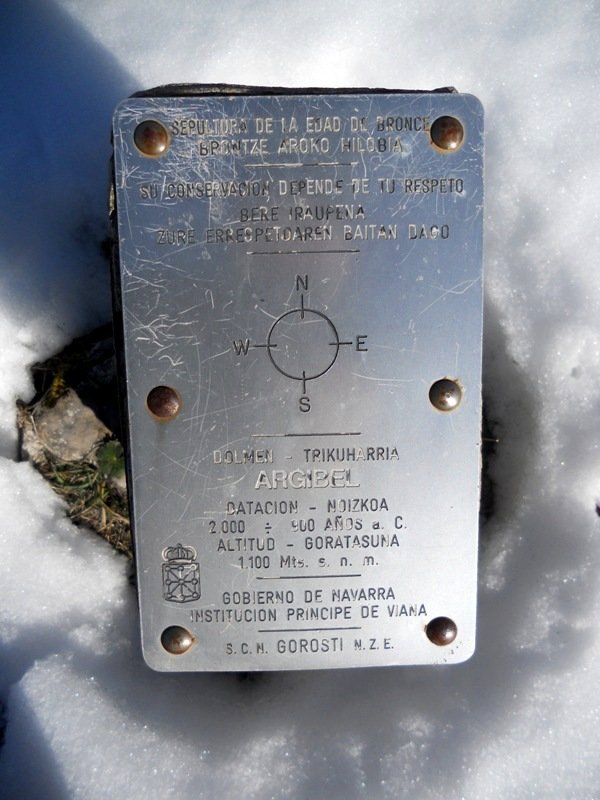 SEPULTURA DE LA EDAD DE BRONCE
BRONTZE AROKO HILOBIA
SU CONSERVACION DEPENDE DE TU RESPETO
BERE IRAUPENA
ZURE ERRESPETOAREN BAITAN DAGO
N
W E
S
DOLMEN - TRIKUHARRIA
ARGIBEL
DATACION - NOIZKOA
2.000 ÷ 900 AÑOS a. C.
ALTITUD - GORATASUNA
1.100 Mts. s. n. m.
GOBIERNO DE NAVARRA
INSTITUCION PRINCIPE DE VIANA
S.C.N. GOROSTI N.Z.E.